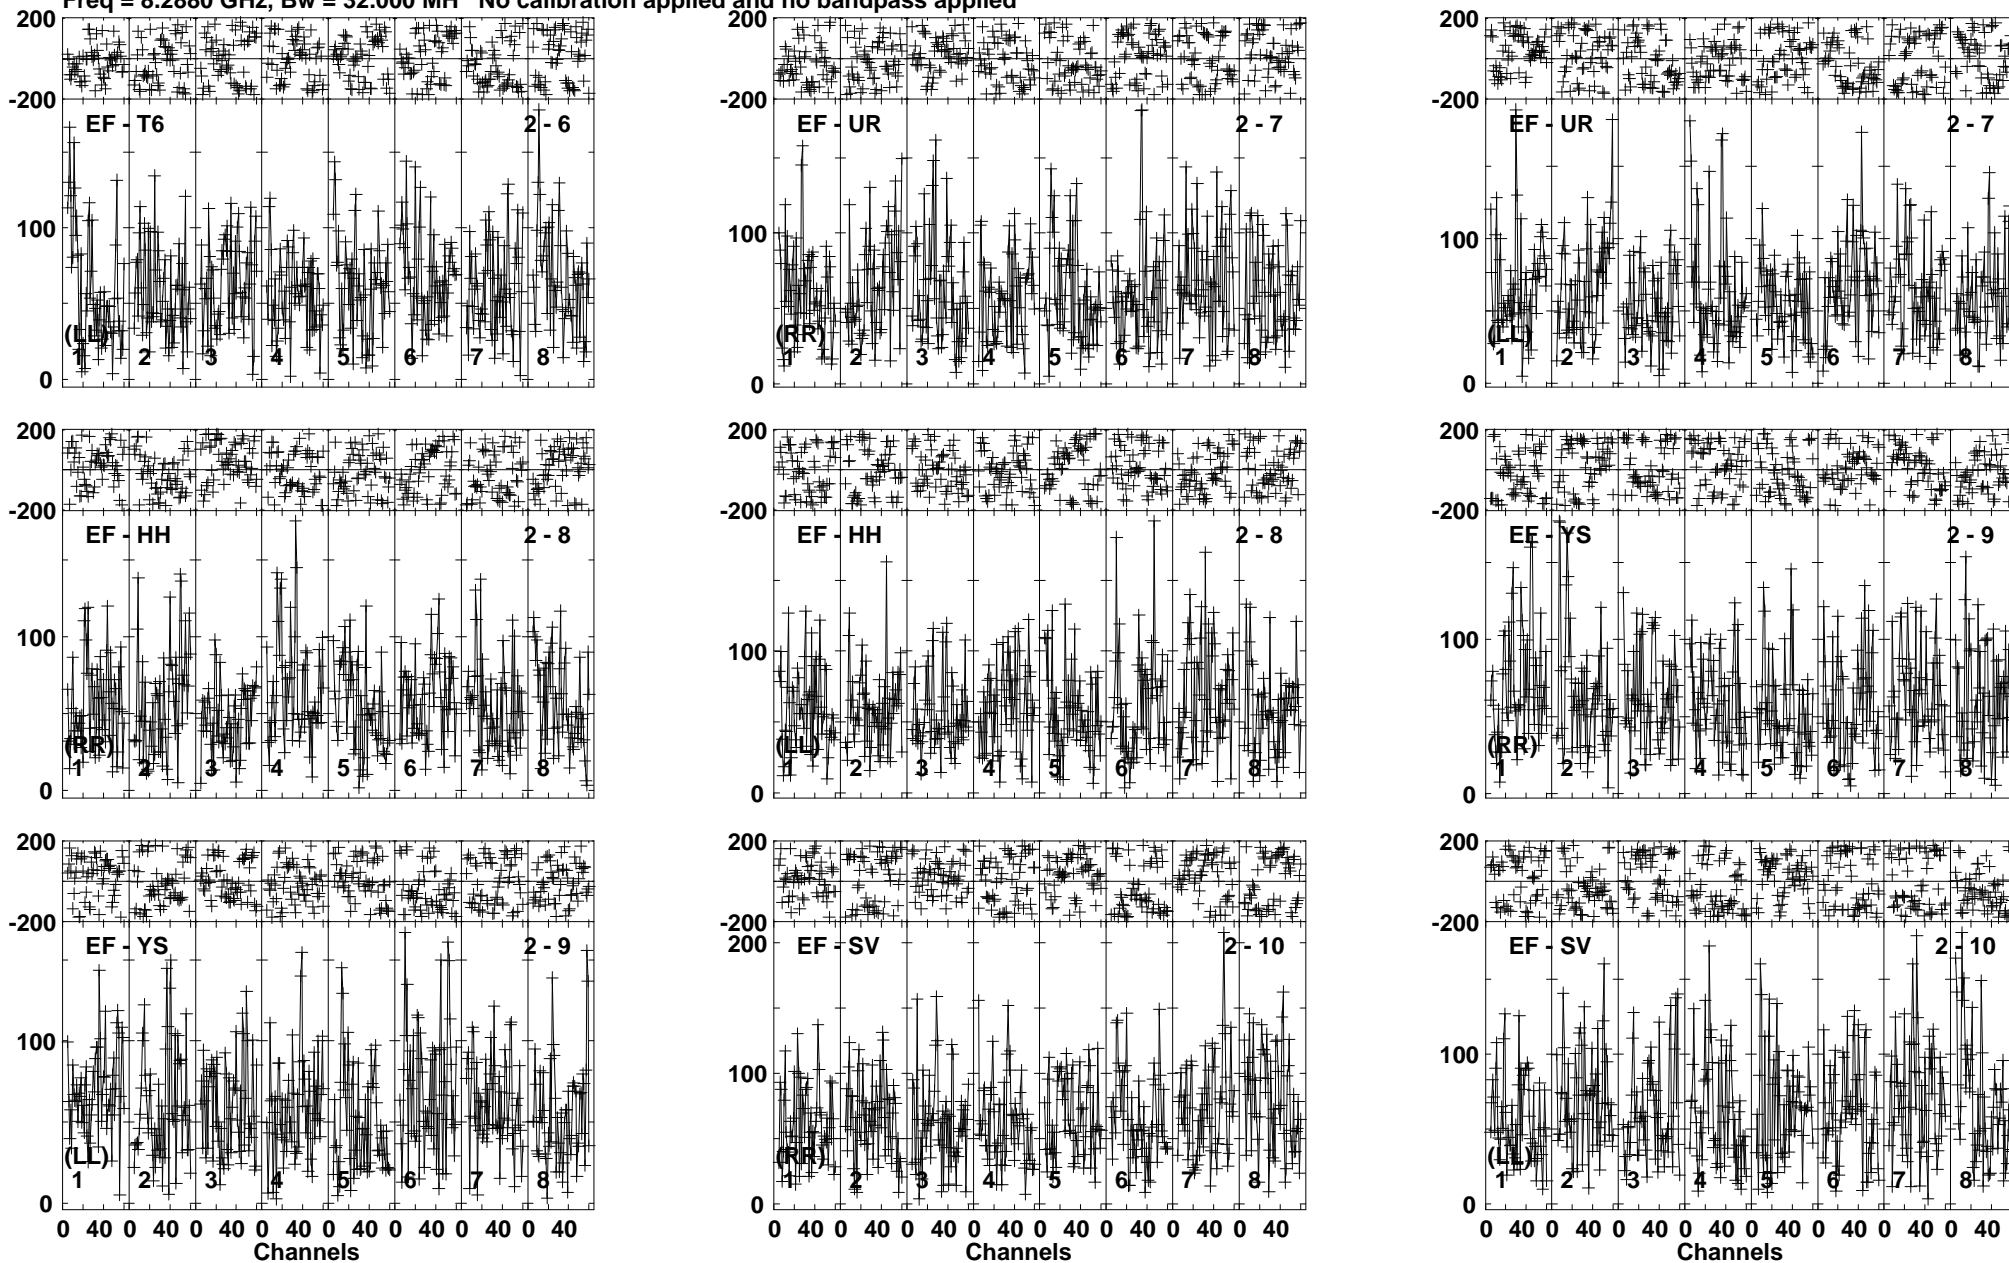 Freq = 8.2880 GHz, Bw = 32.000 MH No calibration applied and no bandpass applied
200 200 200
-200 -200 -200
EF - T6 2 - 6 EF - UR 2 - 7 EF - UR 2 - 7
100 100 100
(LL) (RR) (LL)
1 2 3 4 5 6 7 8 1 2 3 4 5 6 7 8 1 2 3 4 5 6 7 8
0 0 0
200 200 200
-200 -200 -200
EF - HH 2 - 8 EF - HH 2 - 8 EF - YS 2 - 9
100 100 100
(RR) (LL) (RR)
1 2 3 4 5 6 7 8 1 2 3 4 5 6 7 8 1 2 3 4 5 6 7 8
0 0 0
200 200 200
-200 -200 -200
EF - YS 2 - 9 EF - SV 2 - 10 EF - SV 2 - 10
200
100 100 100
(LL) (RR) (LL)
1 2 3 4 5 6 7 8 1 2 3 4 5 6 7 8 1 2 3 4 5 6 7 8
0 0 0
0 40 0 40 0 40 0 40 0 40 0 40 0 40 0 40 0 40 0 40 0 40 0 40 0 40 0 40 0 40 0 40 0 40 0 40 0 40 0 40 0 40 0 40 0 40 0 40
Channels Channels Channels